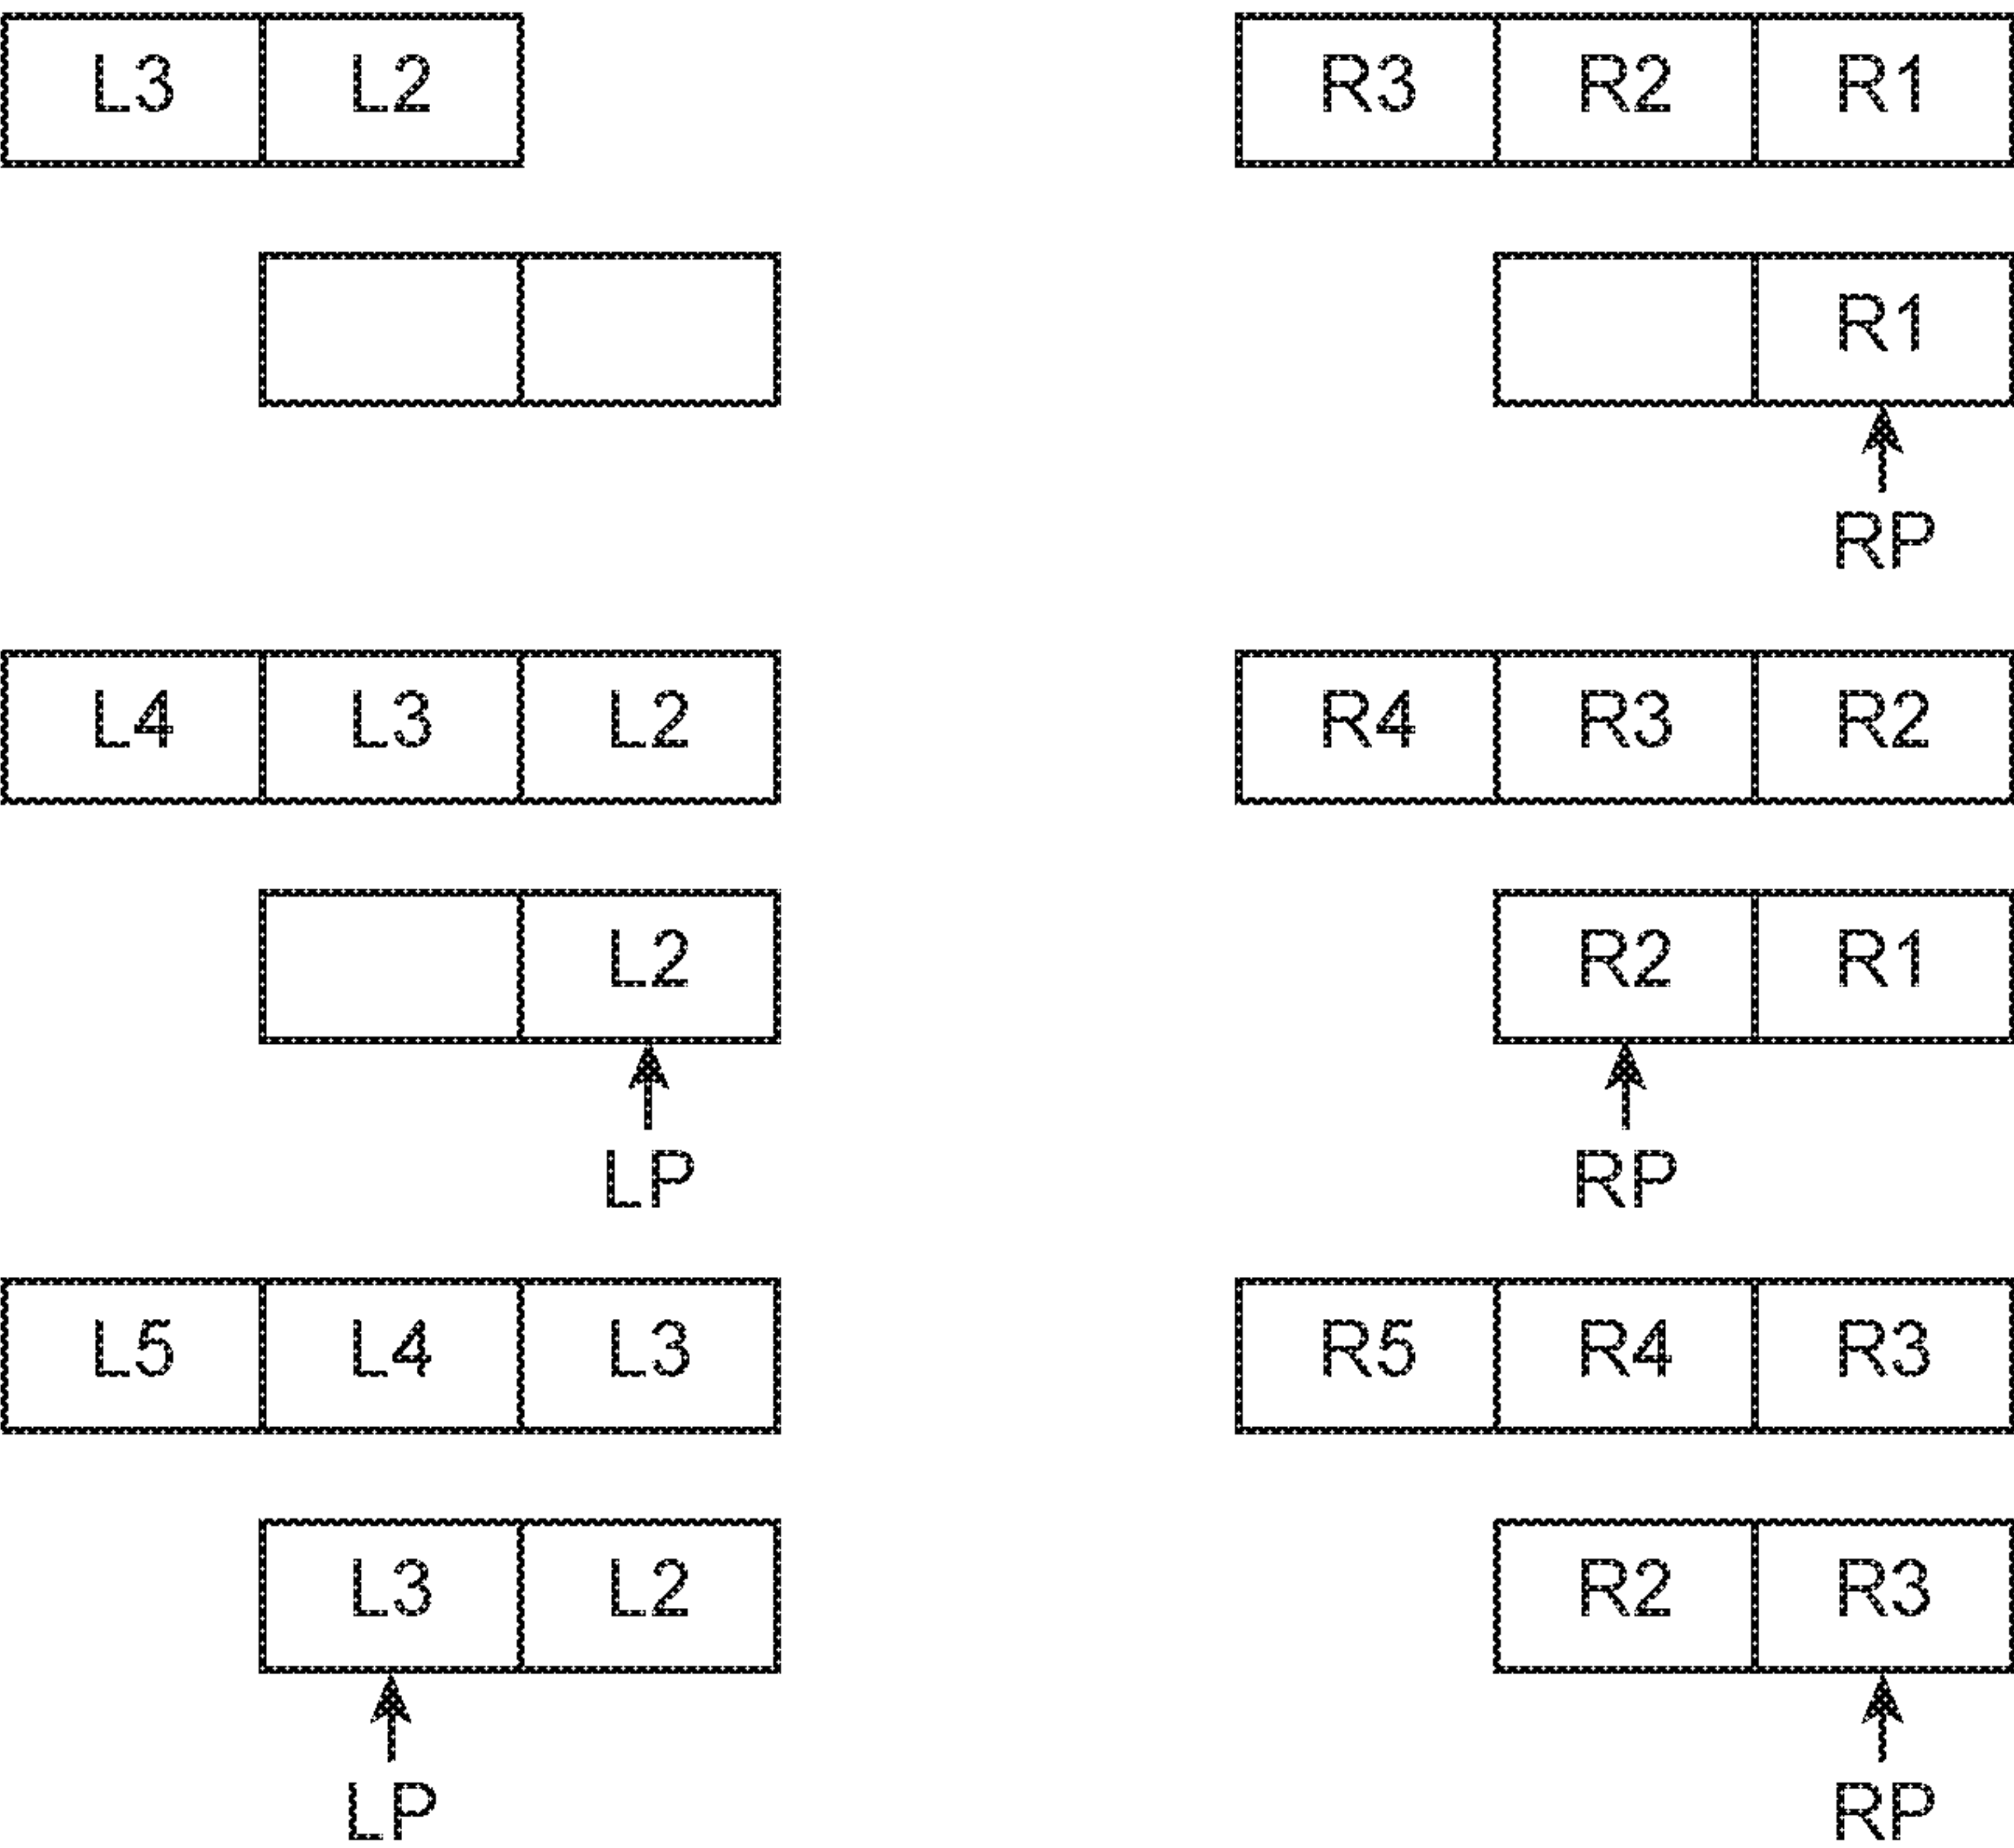 L3 L2 R3 R2 R1
R1
RP
L4 L3 L2 R4 R3 R2
L2 R2 R1
LP RP
L5 L4 L3 R5 R4 R3
L3 L2 R2 R3
LP RP